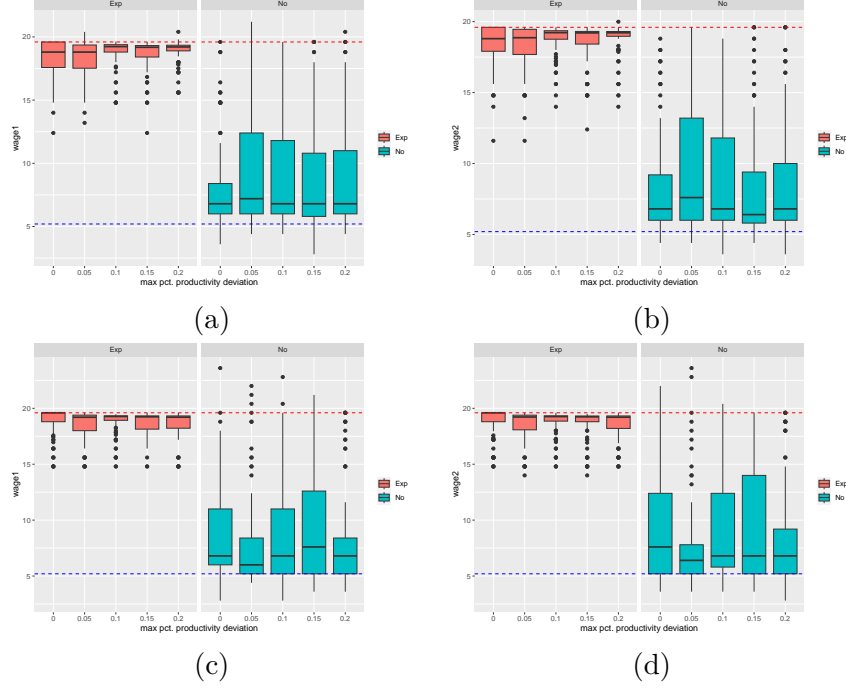 Exp No
20
15
10
5
wage1
0 0.05 0.1 0.15 0.2 0 0.05 0.1 0.15 0.2
max pct. productivity deviation
Exp
No
(a)
Exp No
20
15
10
5
wage2
0 0.05 0.1 0.15 0.2 0 0.05 0.1 0.15 0.2
max pct. productivity deviation
Exp
No
(b)
Exp No
20
15
10
5
wage1
0 0.05 0.1 0.15 0.2 0 0.05 0.1 0.15 0.2
max pct. productivity deviation
Exp
No
(c)
Exp No
20
15
10
5
wage2
0 0.05 0.1 0.15 0.2 0 0.05 0.1 0.15 0.2
max pct. productivity deviation
Exp
No
(d)